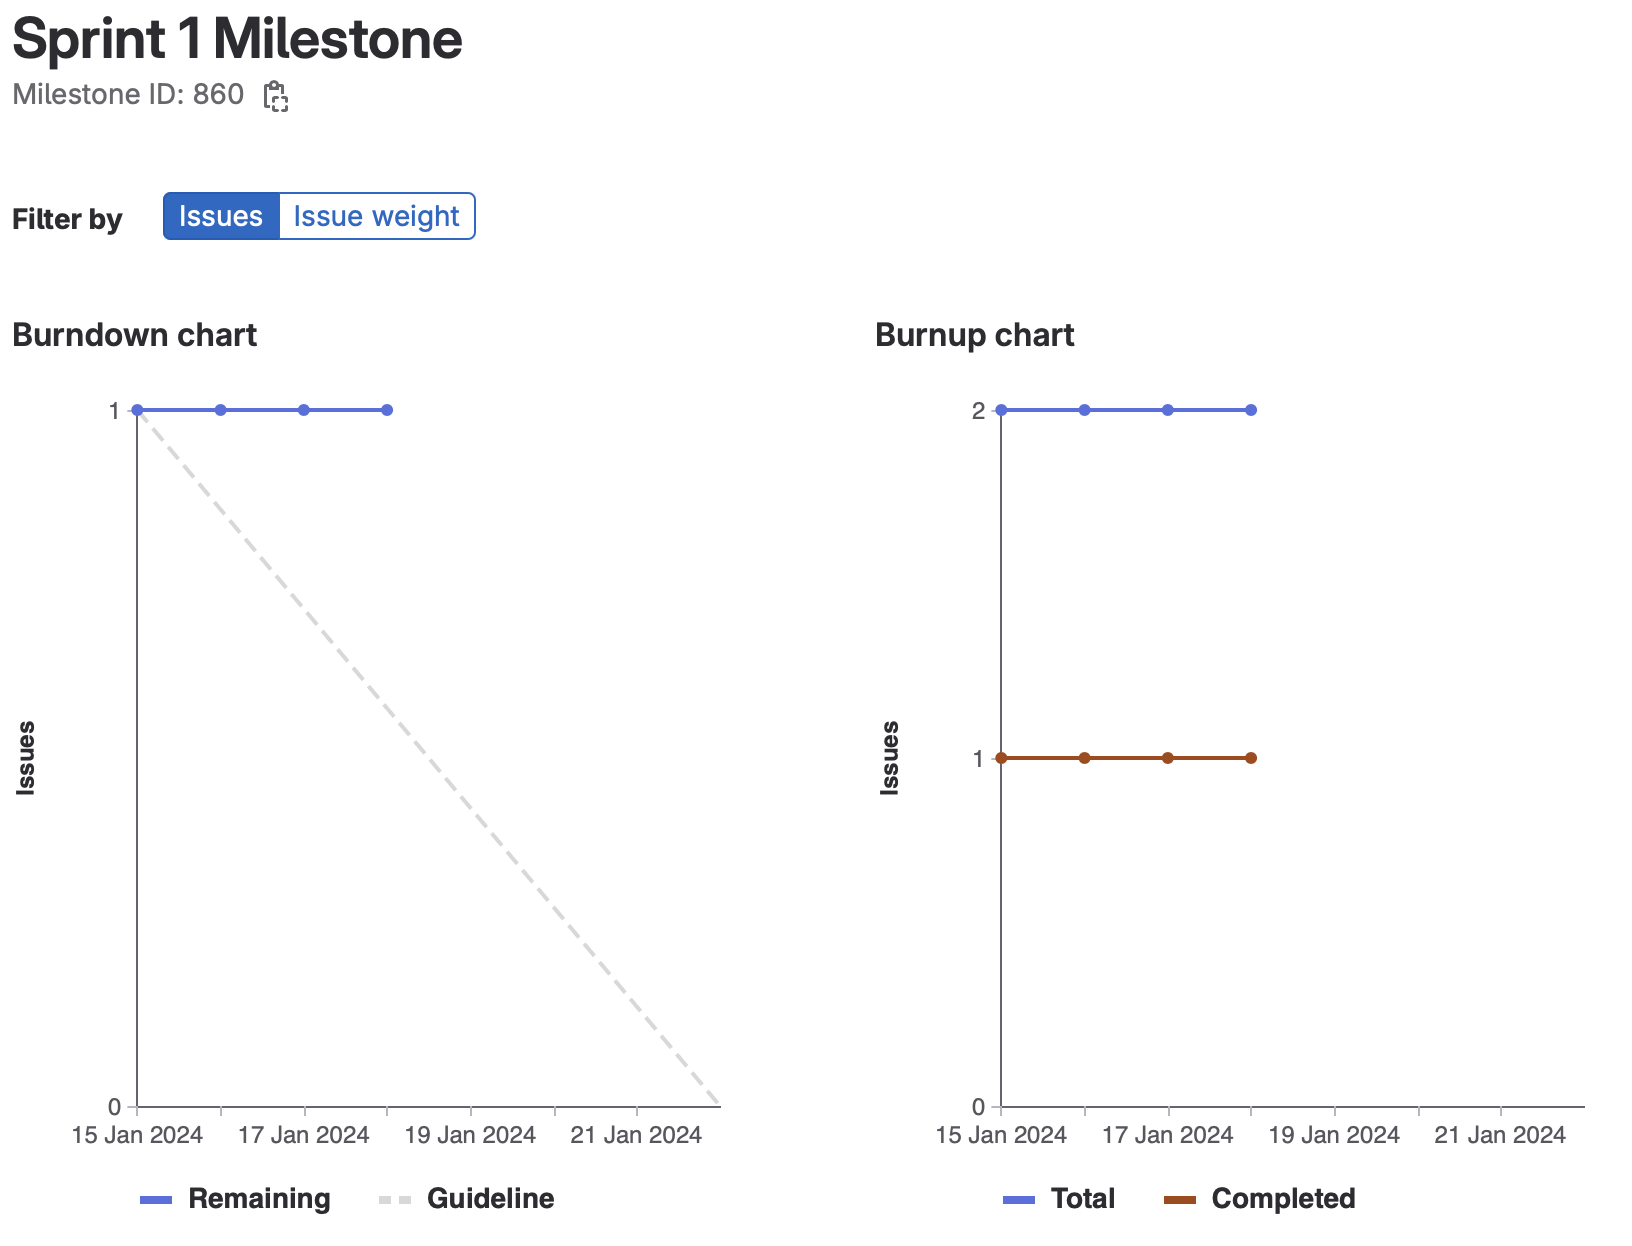 Sprint 1 Milestone
Milestone ID: 860
Filter by
Issues
Issue weight
Burndown chart
1
Issues
0
15 Jan 2024
17 Jan 2024
19 Jan 2024
21 Jan 2024
Remaining
Guideline
Burnup chart
2
1
Issues
0
15 Jan 2024
17 Jan 2024
19 Jan 2024
21 Jan 2024
Total
Completed